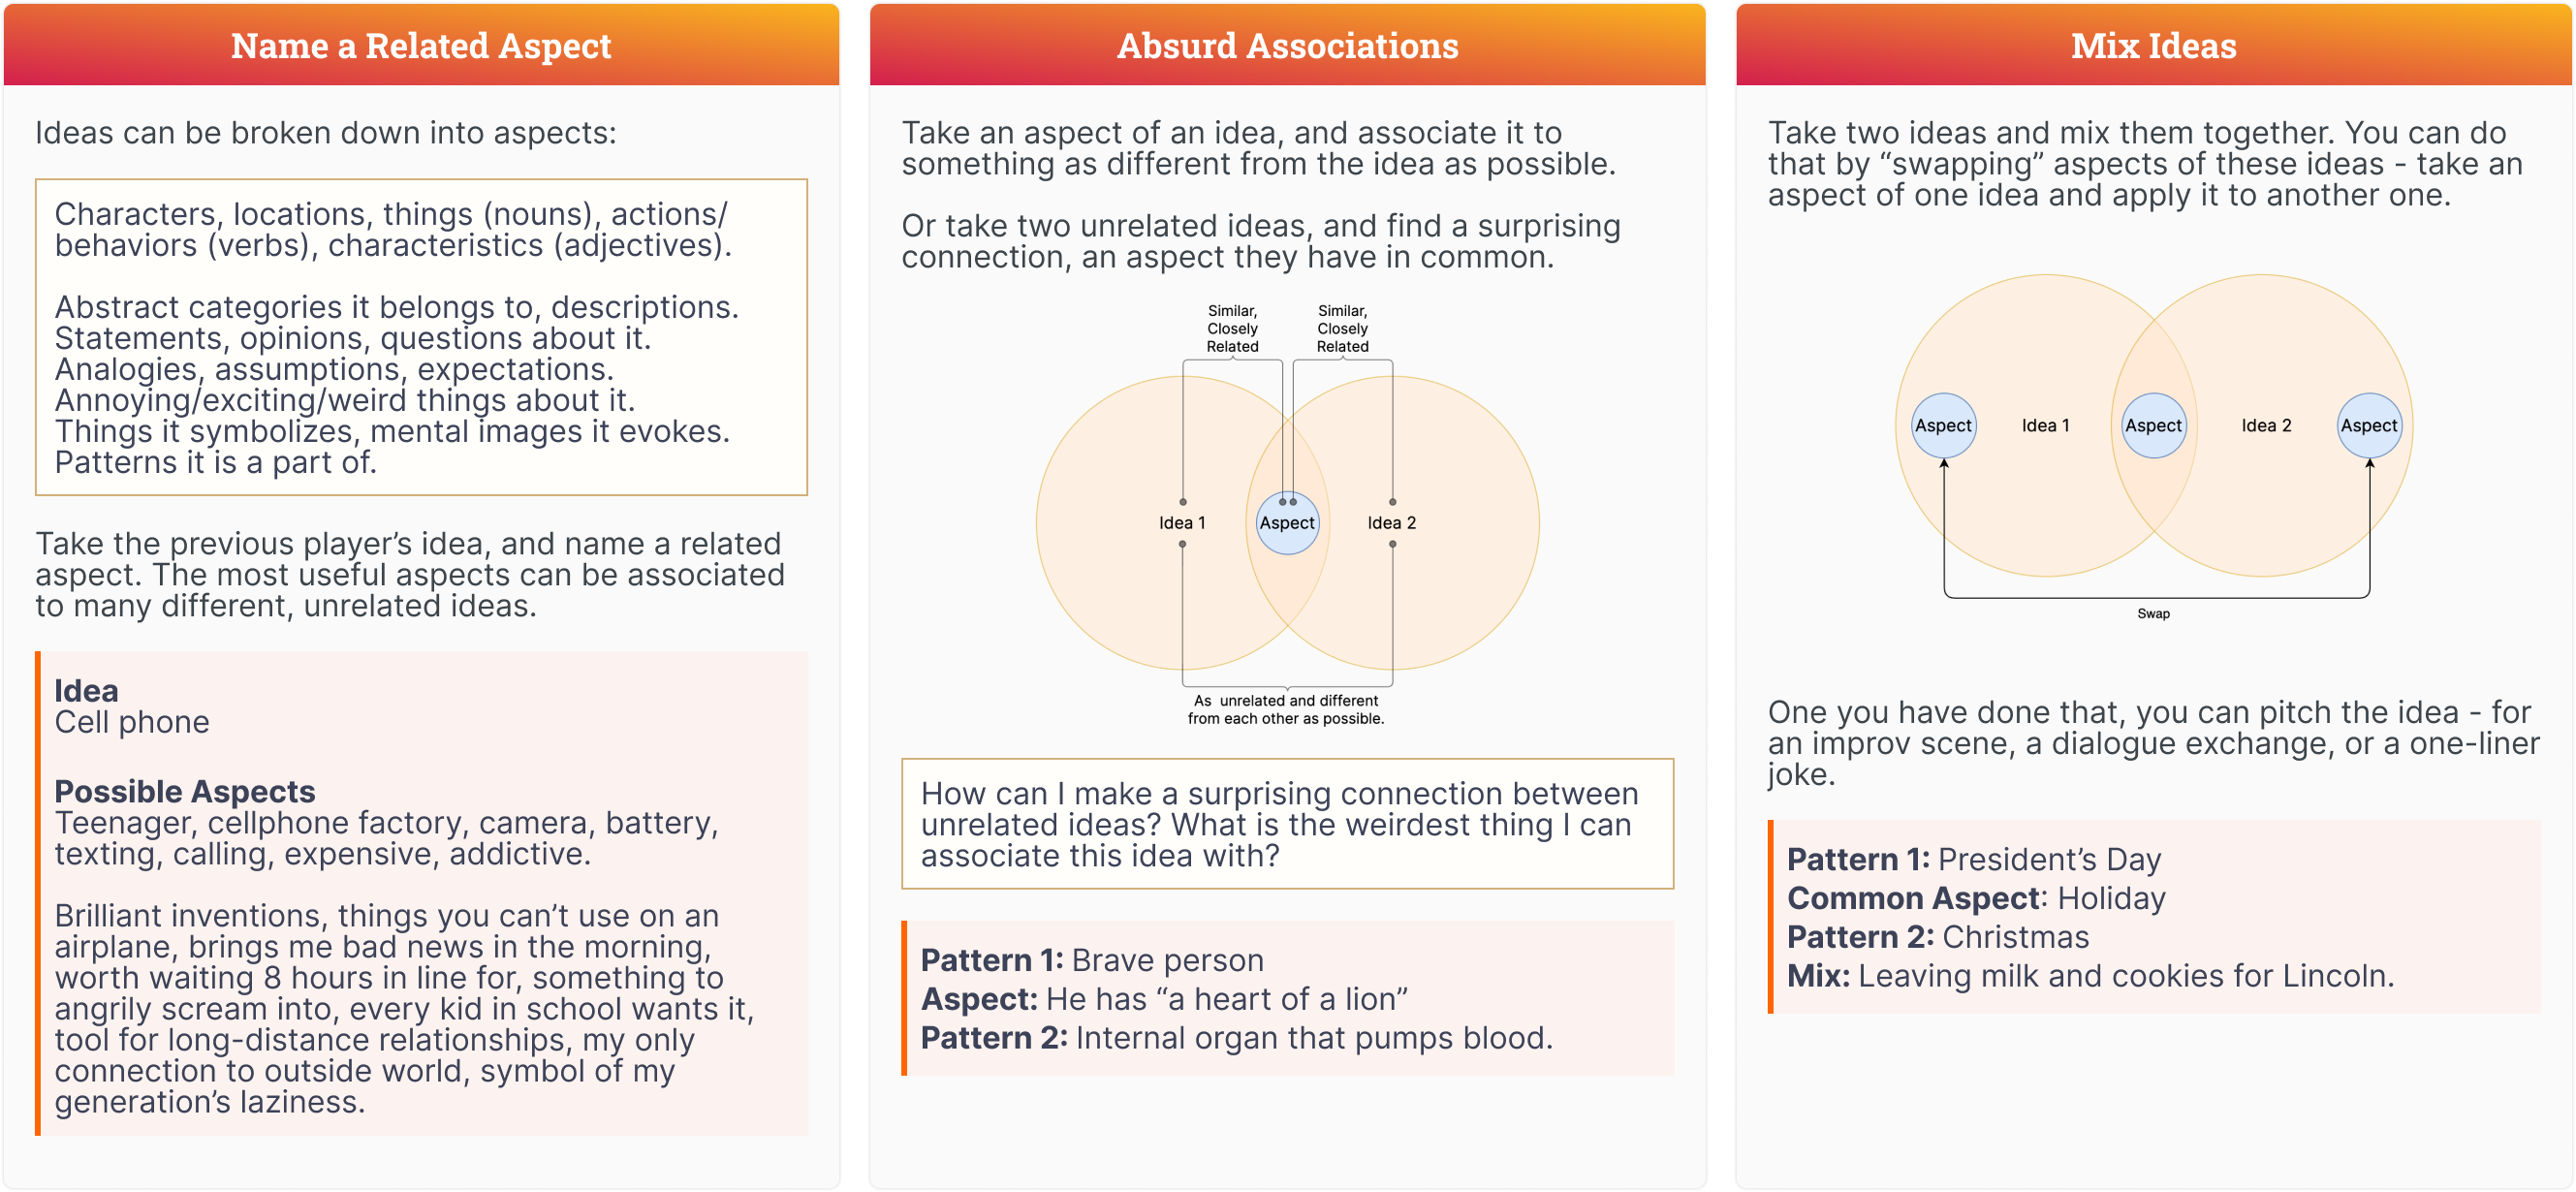 Name a Related Aspect
Ideas can be broken down into aspects:
Characters, locations, things (nouns), actions/
behaviors (verbs), characteristics (adjectives).
Abstract categories it belongs to, descriptions.
Statements, opinions, questions about it.
Analogies, assumptions, expectations.
Annoying/exciting/weird things about it.
Things it symbolizes, mental images it evokes.
Patterns it is a part of.
Take the previous player’s idea, and name a related
aspect. The most useful aspects can be associated
to many different, unrelated ideas.
Idea
Cell phone
Possible Aspects
Teenager, cellphone factory, camera, battery,
texting, calling, expensive, addictive.
Brilliant inventions, things you can’t use on an
airplane, brings me bad news in the morning,
worth waiting 8 hours in line for, something to
angrily scream into, every kid in school wants it,
tool for long-distance relationships, my only
connection to outside world, symbol of my
generation’s laziness.
Absurd Associations
Take an aspect of an idea, and associate it to
something as different from the idea as possible.
Or take two unrelated ideas, and find a surprising
connection, an aspect they have in common.
Similar,
Closely
Related
Similar,
Closely
Related
Idea 1
Aspect
Idea 2
As unrelated and different
from each other as possible.
How can I make a surprising connection between
unrelated ideas? What is the weirdest thing I can
associate this idea with?
Pattern 1: Brave person
Aspect: He has “a heart of a lion”
Pattern 2: Internal organ that pumps blood.
Mix Ideas
Take two ideas and mix them together. You can do
that by “swapping” aspects of these ideas - take an
aspect of one idea and apply it to another one.
Aspect
Idea 1
Aspect
Idea 2
Aspect
Swap
One you have done that, you can pitch the idea - for
an improv scene, a dialogue exchange, or a one-liner
joke.
Pattern 1: President’s Day
Common Aspect: Holiday
Pattern 2: Christmas
Mix: Leaving milk and cookies for Lincoln.